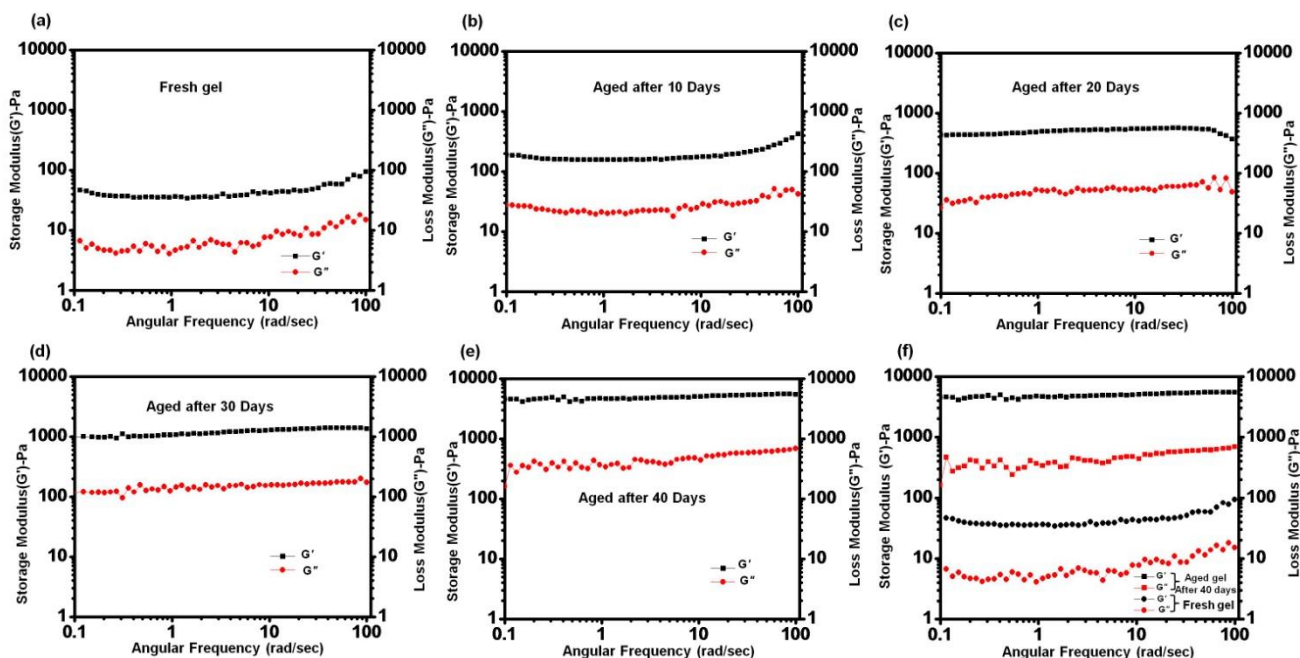 (a)
10000
1000
100
10
1
Storage Modulus(G')-Pa
Fresh gel
G'
G"
10000
1000
100
10
1
Loss Modulus(G")-Pa
0.1 1 10 100
Angular Frequency (rad/sec)
(b)
10000
1000
100
10
1
Storage Modulus(G')-Pa
Aged after 10 Days
G'
G"
10000
1000
100
10
1
Loss Modulus(G")-Pa
0.1 1 10 100
Angular Frequency (rad/sec)
(c)
10000
1000
100
10
1
Storage Modulus(G')-Pa
Aged after 20 Days
G'
G"
10000
1000
100
10
1
Loss Modulus(G")-Pa
0.1 1 10 100
Angular Frequency (rad/sec)
(d)
10000
1000
100
10
1
Storage Modulus(G')-Pa
Aged after 30 Days
G'
G"
10000
1000
100
10
1
Loss Modulus(G")-Pa
0.1 1 10 100
Angular Frequency (rad/sec)
(e)
10000
1000
100
10
1
Storage Modulus(G')-Pa
Aged after 40 Days
G'
G"
10000
1000
100
10
1
Loss Modulus(G")-Pa
0.1 1 10 100
Angular Frequency (rad/sec)
(f)
10000
1000
100
10
1
Storage Modulus (G')-Pa
G'
G"
Aged gel
After 40 days
G'
G"
Fresh gel
10000
1000
100
10
1
Loss Modulus (G")-Pa
0.1 1 10 100
Angular Frequency (rad/sec)